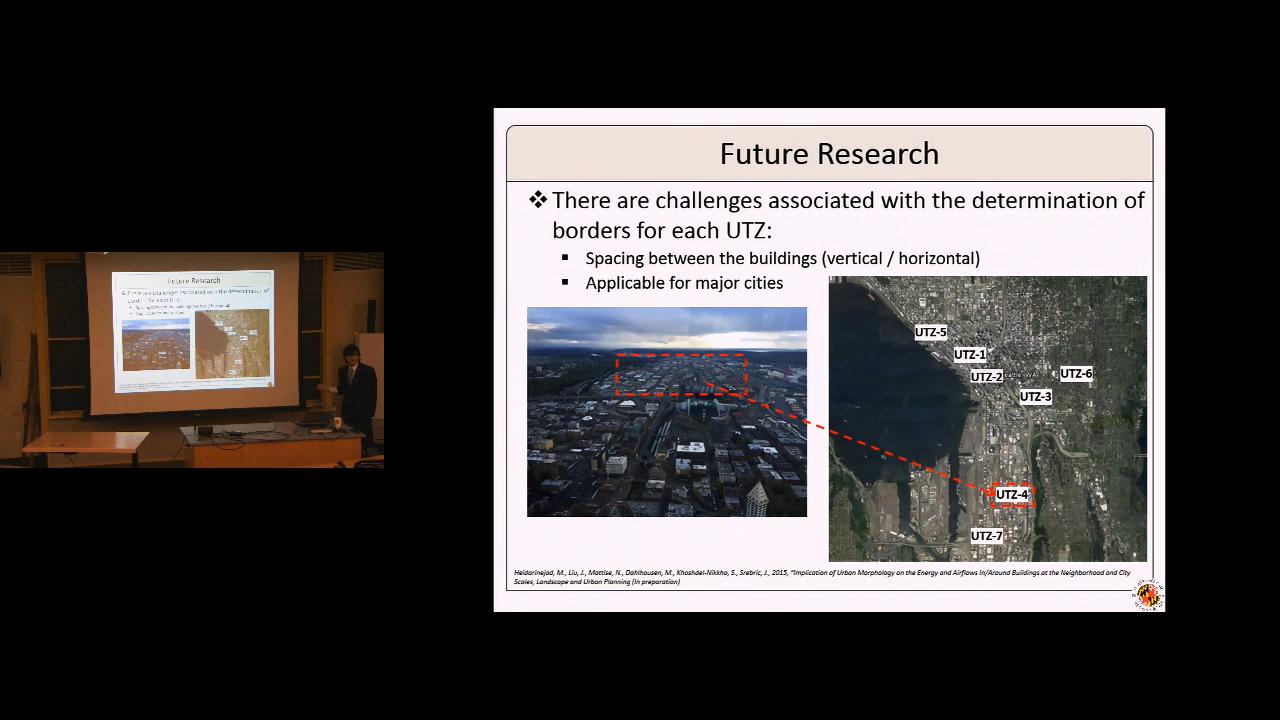 Future Research
❖ There are challenges associated with the determination of
borders for each UTZ:
▪ Spacing between the buildings (vertical / horizontal)
▪ Applicable for major cities
UTZ-5
UTZ-1
UTZ-2
UTZ-6
UTZ-3
UTZ-4
UTZ-7
Heidarinejad, M., Liu, J., Mattise, N., Dahlhausen, M., Khoshdel-Nikkho, S., Srebric, J., 2015, "Implication of Urban Morphology on the Energy and Airflows In/Around Buildings at the Neighborhood and City
Scales, Landscape and Urban Planning (in preparation)
Future Research